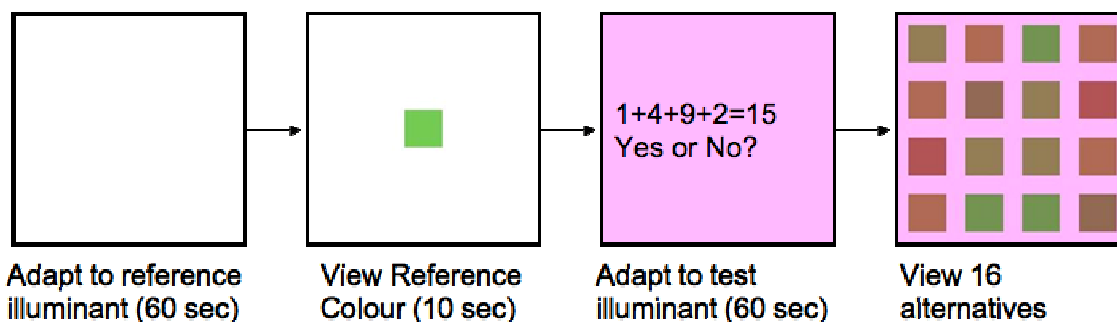 1+4+9+2=15
Yes or No?
Adapt to reference
illuminant (60 sec)
View Reference
Colour (10 sec)
Adapt to test
illuminant (60 sec)
View 16
alternatives